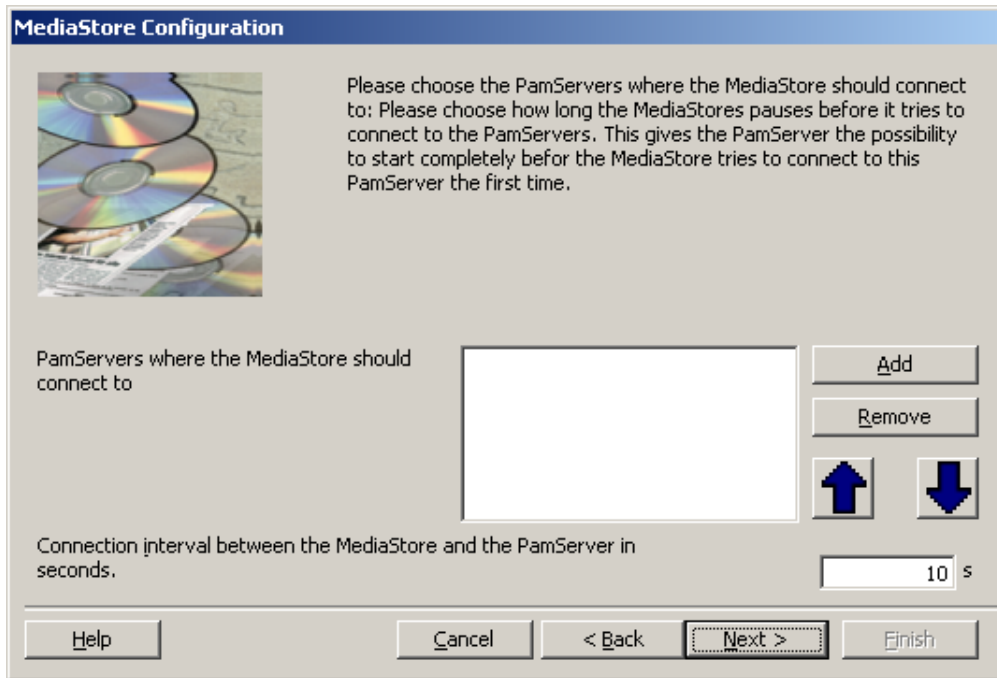 MediaStore Configuration
Please choose the PamServers where the MediaStore should connect
to: Please choose how long the MediaStores pauses before it tries to
connect to the PamServers. This gives the PamServer the possibility
to start completely befor the MediaStore tries to connect to this
PamServer the first time.
PamServers where the MediaStore should
connect to
Add
Remove
Connection interval between the MediaStore and the PamServer in
seconds.
10 s
Help
Cancel
< Back
Next >
Finish